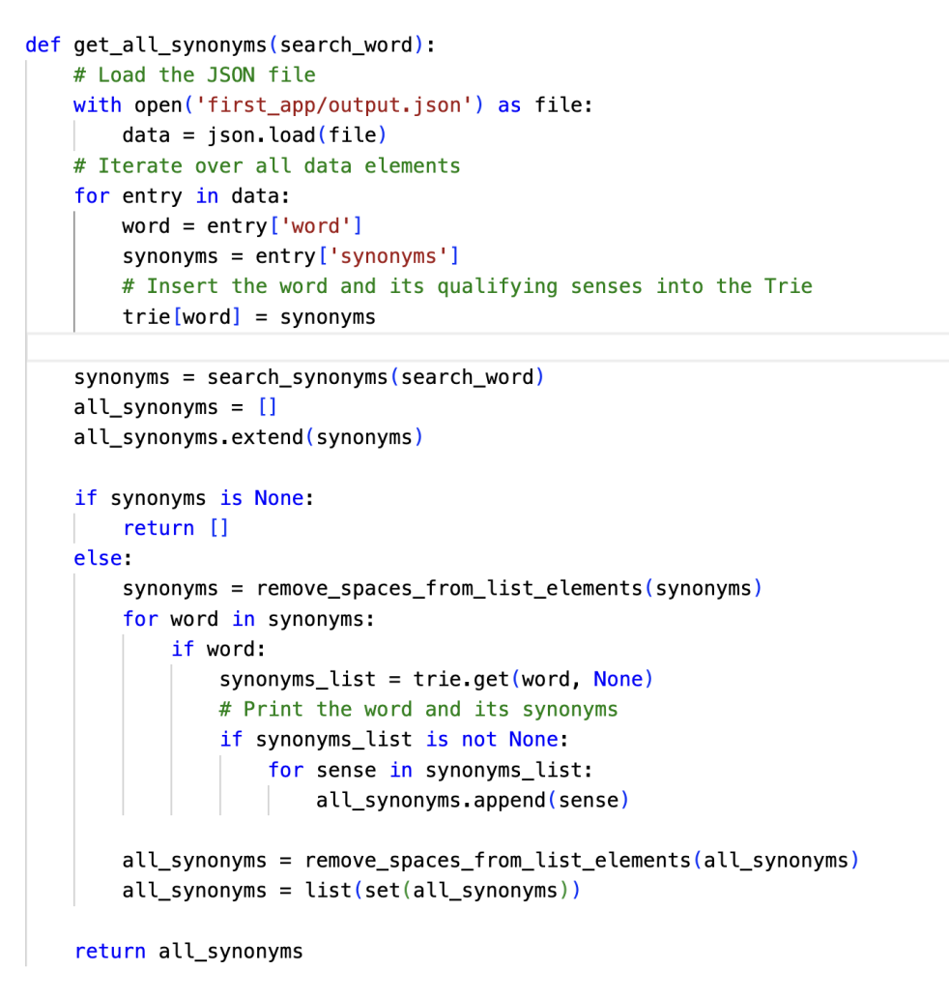 def get_all_synonyms(search_word):
    # Load the JSON file
    with open('first_app/output.json') as file:
        data = json.load(file)
    # Iterate over all data elements
    for entry in data:
        word = entry['word']
        synonyms = entry['synonyms']
        # Insert the word and its qualifying senses into the Trie
        trie[word] = synonyms

    synonyms = search_synonyms(search_word)
    all_synonyms = []
    all_synonyms.extend(synonyms)

    if synonyms is None:
        return []
    else:
        synonyms = remove_spaces_from_list_elements(synonyms)
        for word in synonyms:
            if word:
                synonyms_list = trie.get(word, None)
                # Print the word and its synonyms
                if synonyms_list is not None:
                    for sense in synonyms_list:
                        all_synonyms.append(sense)

        all_synonyms = remove_spaces_from_list_elements(all_synonyms)
        all_synonyms = list(set(all_synonyms))

    return all_synonyms